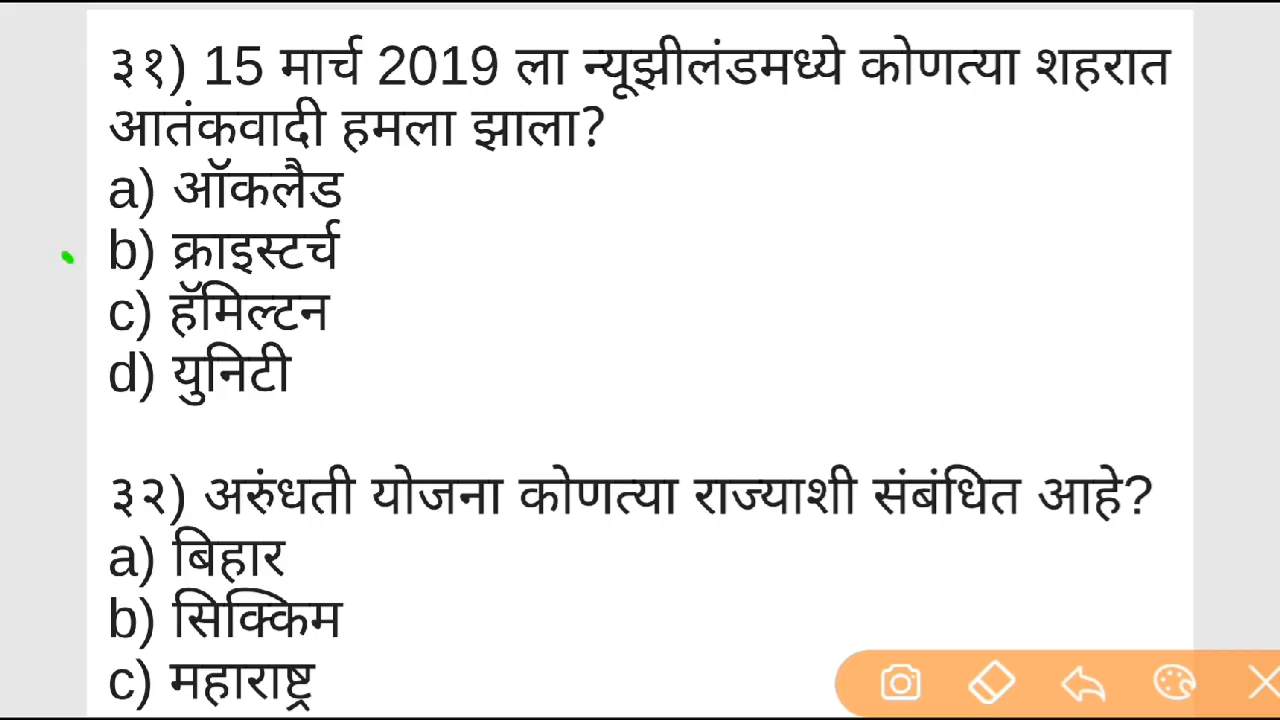 ३१) 15 मार्च 2019 ला न्यूझीलंडमध्ये कोणत्या शहरात
आतंकवादी हमला झाला?
a) ऑकलैड
b) क्राइस्टर्च
c) हॅमिल्टन
d) युनिटी
३२) अरुंधती योजना कोणत्या राज्याशी संबंधित आहे?
a) बिहार
b) सिक्किम
c) महाराष्ट्र